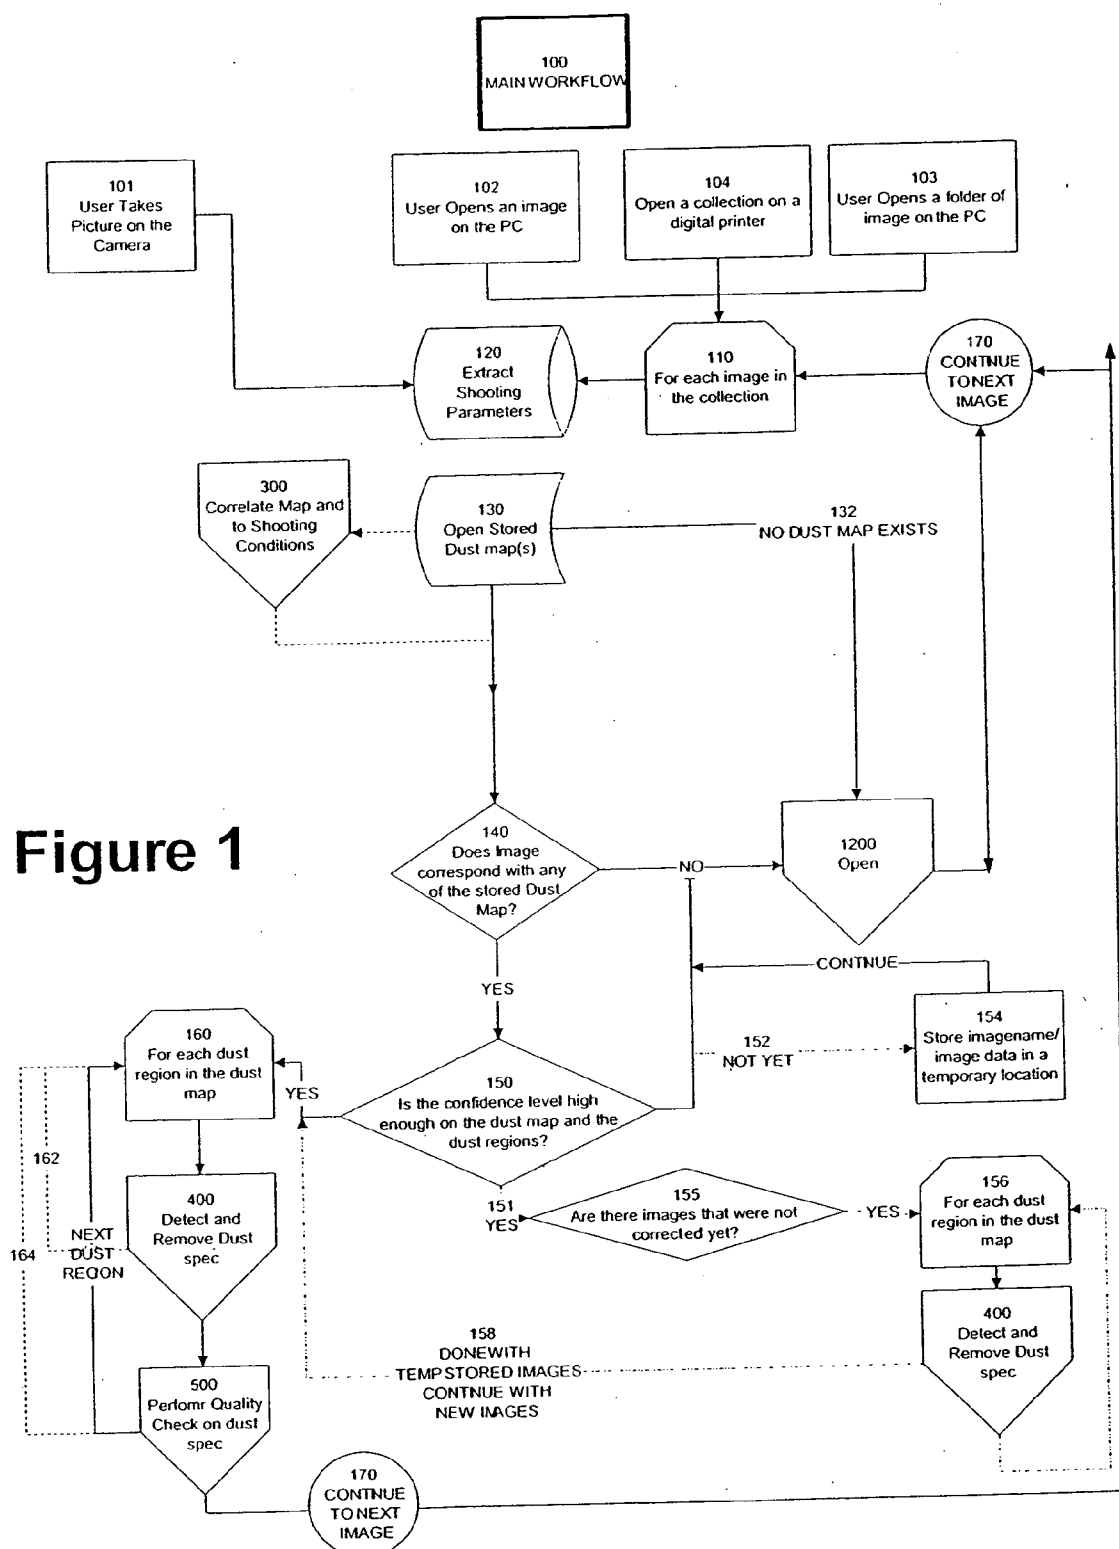 100
MAIN WORKFLOW
101
User Takes
Picture on the
Camera
102
User Opens an image
on the PC
104
Open a collection on a
digital printer
103
User Opens a folder of
image on the PC
120
Extract
Shooting
Parameters
110
For each image in
the collection
170
CONTNUE
TO NEXT
IMAGE
300
Correlate Map and
to Shooting
Conditions
130
Open Stored
Dust map(s)
132
NO DUST MAP EXISTS
Figure 1
140
Does Image
correspond with any
of the stored Dust
Map?
NO
1200
Open
YES
CONTNUE
160
For each dust
region in the dust
map
YES
150
Is the confidence level high
enough on the dust map and the
dust regions?
152
NOT YET
154
Store imagename/
image data in a
temporary location
162
164
NEXT
DUST
REGION
400
Detect and
Remove Dust
spec
151
YES
155
Are there images that were not
corrected yet?
YES
156
For each dust
region in the dust
map
158
DONE WITH
TEMP STORED IMAGES
CONTNUE WITH
NEW IMAGES
400
Detect and
Remove Dust
spec
500
Perfomr Quality
Check on dust
spec
170
CONTNUE
TO NEXT
IMAGE